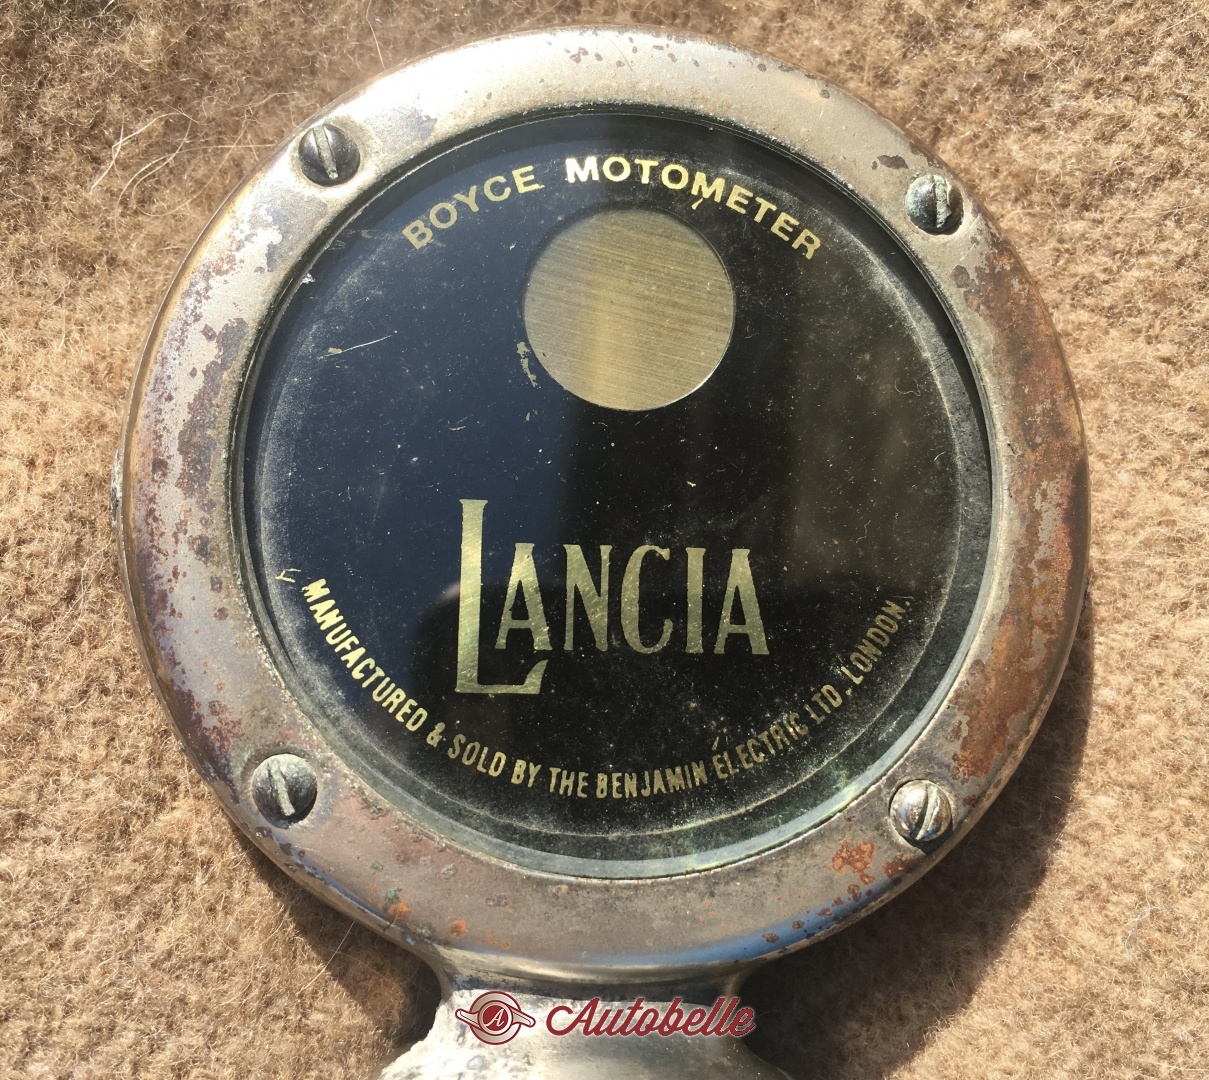 BOYCE MOTOMETER
LANCIA
MANUFACTURED & SOLD BY THE BENJAMIN ELECTRIC LTD. LONDON.
A Autobelle